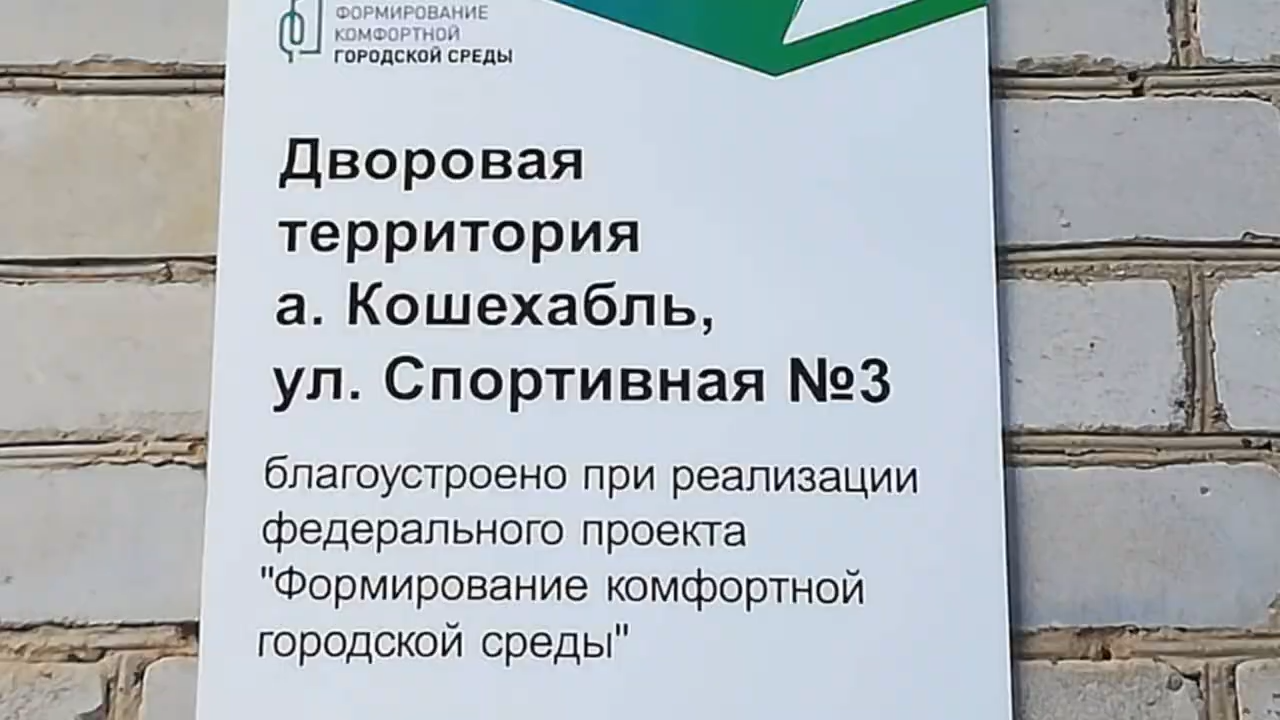 ФОРМИРОВАНИЕ
КОМФОРТНОЙ
ГОРОДСКОЙ СРЕДЫ
Дворовая
территория
а. Кошехабль,
ул. Спортивная №3
благоустроено при реализации
федерального проекта
"Формирование комфортной
городской среды"